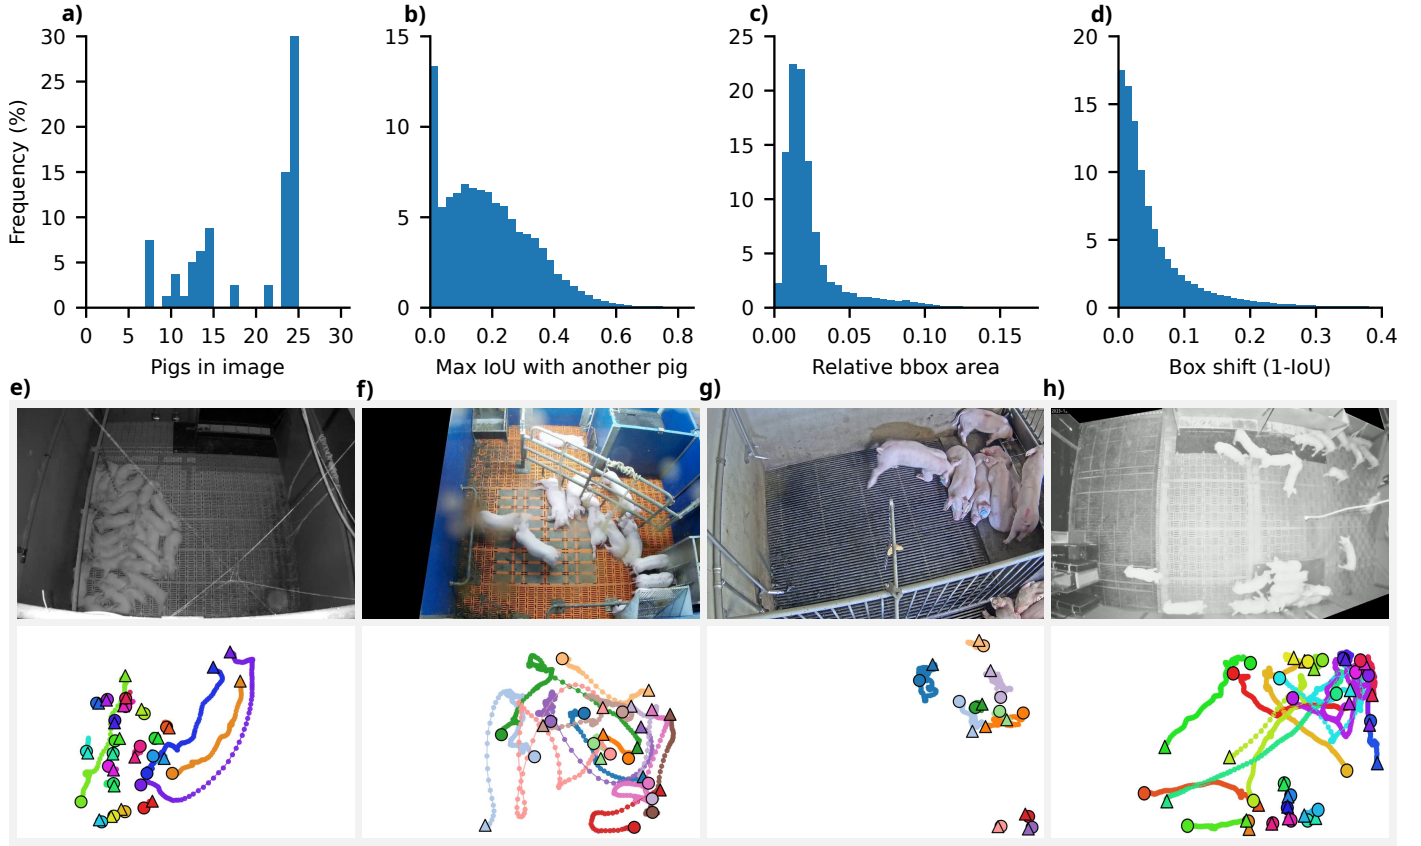 a)
b)
c)
d)
Frequency (%)
30
25
20
15
10
5
0
0 5 10 15 20 25 30
Pigs in image
15
10
5
0
0.0 0.2 0.4 0.6 0.8
Max IoU with another pig
25
20
15
10
5
0
0.00 0.05 0.10 0.15
Relative bbox area
20
15
10
5
0
0.0 0.1 0.2 0.3 0.4
Box shift (1-IoU)
e)
f)
g)
h)